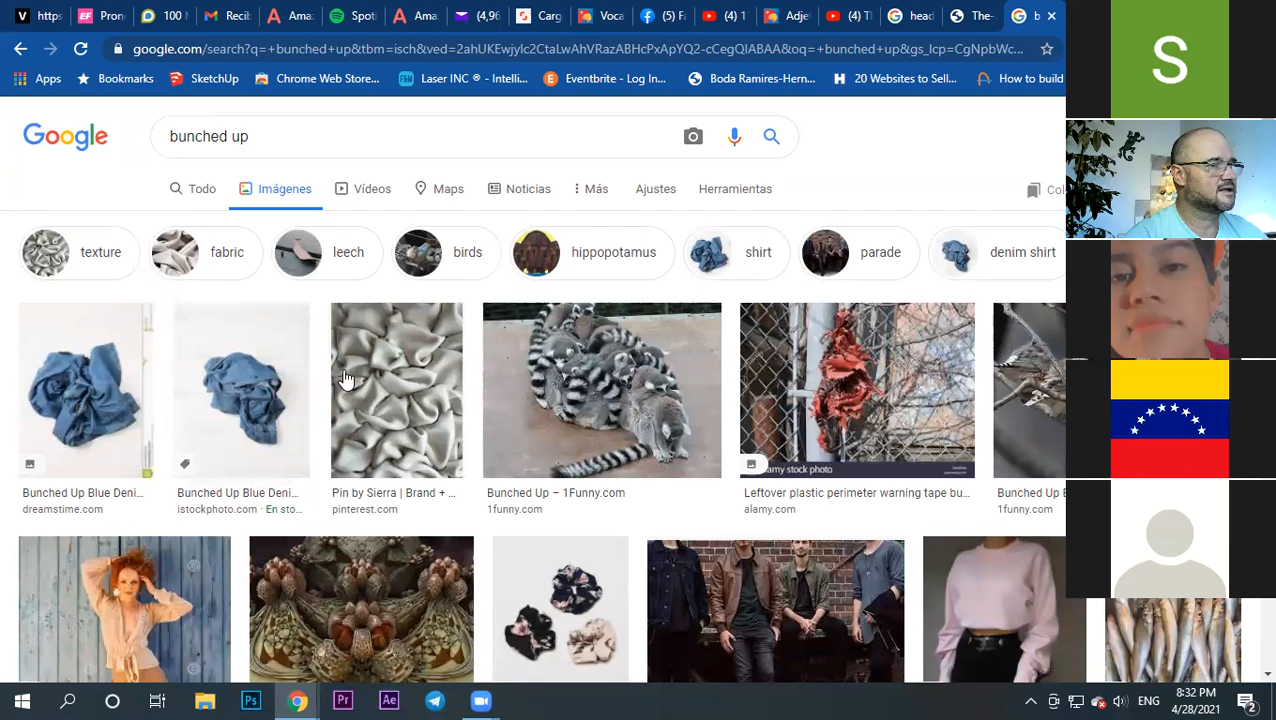 https
Pron
100
Recib
Ama
Spoti
Ama
(4,96
Carg
Voca
(5) F
(4) 1
Adje
(4) T
head
The-
b
google.com/search?q=+bunched+up&tbm=isch&ved=2ahUKEwjylc2CtaLwAhVRazABHcPxApYQ2-cCegQIABAA&oq=+bunched+up&gs_lcp=CgNpbWc...
Apps
Bookmarks
SketchUp
Chrome Web Store...
Laser INC ® - Intelli...
Eventbrite - Log In...
Boda Ramires-Hern...
20 Websites to Sell...
How to build
Google
bunched up
Todo
Imágenes
Vídeos
Maps
Noticias
Más
Ajustes
Herramientas
Col
texture
fabric
leech
birds
hippopotamus
shirt
parade
denim shirt
alamy stock photo
Bunched Up Blue Deni...
dreamstime.com
Bunched Up Blue Deni...
istockphoto.com · En sto...
Pin by Sierra | Brand + ...
pinterest.com
Bunched Up – 1Funny.com
1funny.com
Leftover plastic perimeter warning tape bu...
alamy.com
Bunched Up B
1funny.com
S
ENG
8:32 PM
4/28/2021
2